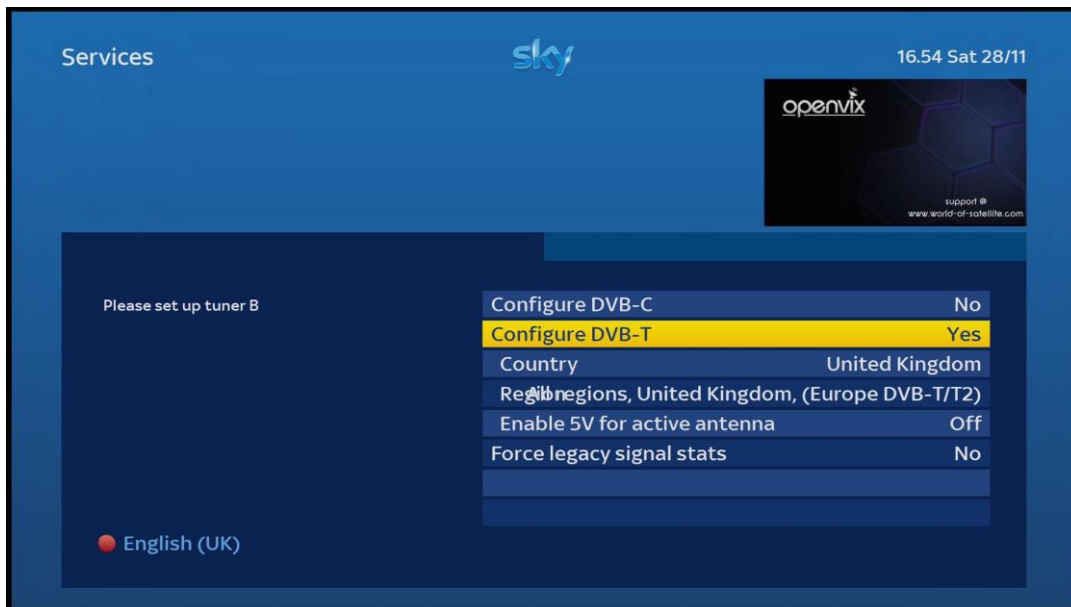 Services
sky
16.54 Sat 28/11
openvix
support @
www.world-of-satellite.com
Please set up tuner B
Configure DVB-C No
Configure DVB-T Yes
Country United Kingdom
Region All regions, United Kingdom, (Europe DVB-T/T2)
Enable 5V for active antenna Off
Force legacy signal stats No
English (UK)